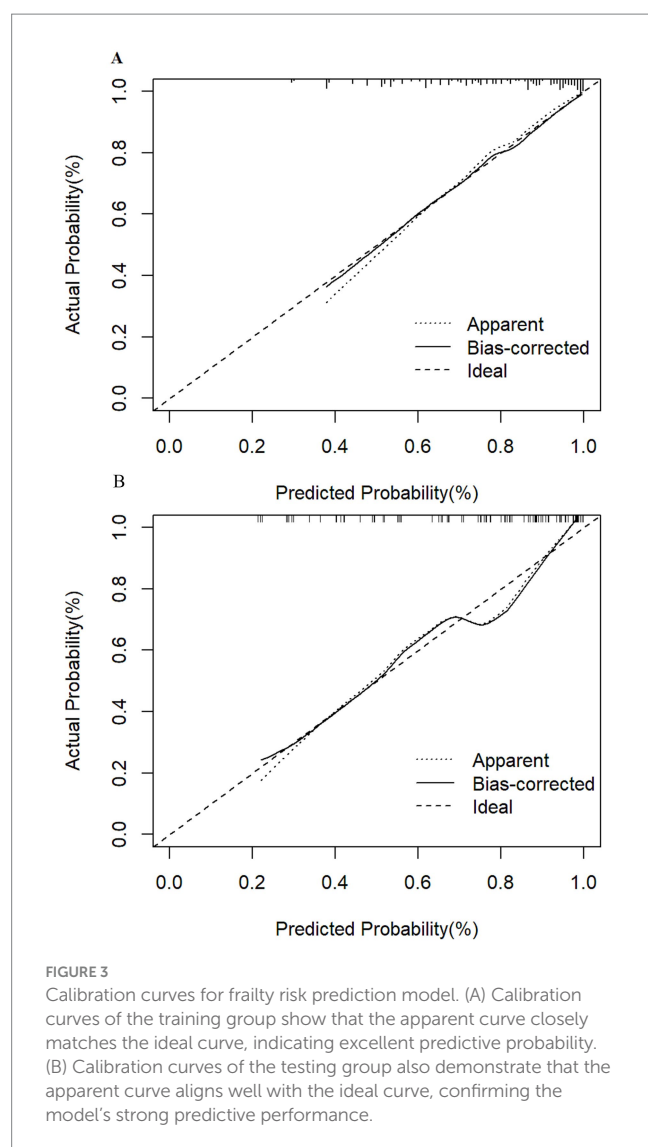 A
Actual Probability(%)
1.0
0.8
0.6
0.4
0.2
0.0
Apparent
Bias-corrected
Ideal
0.0 0.2 0.4 0.6 0.8 1.0
Predicted Probability(%)
B
Actual Probability(%)
1.0
0.8
0.6
0.4
0.2
0.0
Apparent
Bias-corrected
Ideal
0.0 0.2 0.4 0.6 0.8 1.0
Predicted Probability(%)
FIGURE 3
Calibration curves for frailty risk prediction model. (A) Calibration
curves of the training group show that the apparent curve closely
matches the ideal curve, indicating excellent predictive probability.
(B) Calibration curves of the testing group also demonstrate that the
apparent curve aligns well with the ideal curve, confirming the
model’s strong predictive performance.